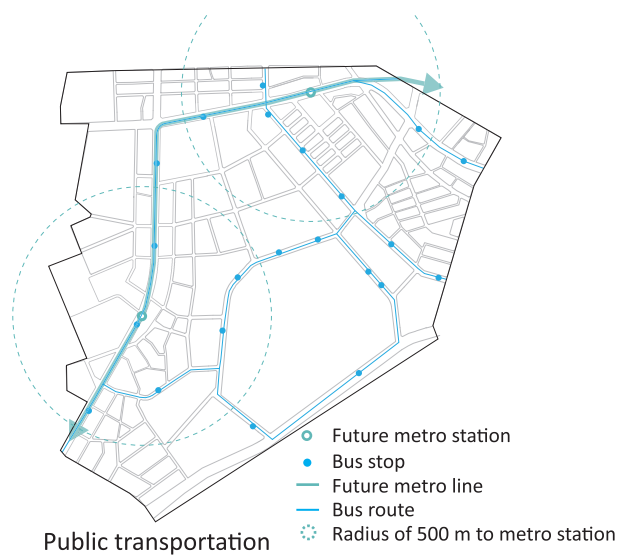 Future metro station
Bus stop
Future metro line
Bus route
Radius of 500 m to metro station
Public transportation